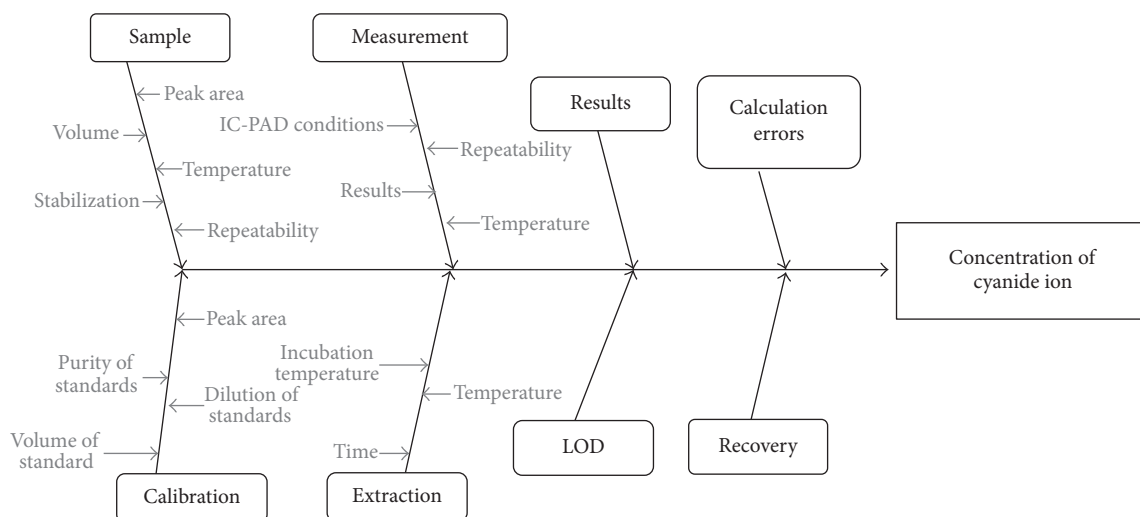 Sample
Measurement
Results
Calculation
errors
Peak area
Volume
Temperature
Stabilization
Repeatability
IC-PAD conditions
Repeatability
Results
Temperature
Concentration of
cyanide ion
Peak area
Purity of
standards
Dilution of
standards
Volume of
standard
Incubation
temperature
Temperature
Time
Calibration
Extraction
LOD
Recovery